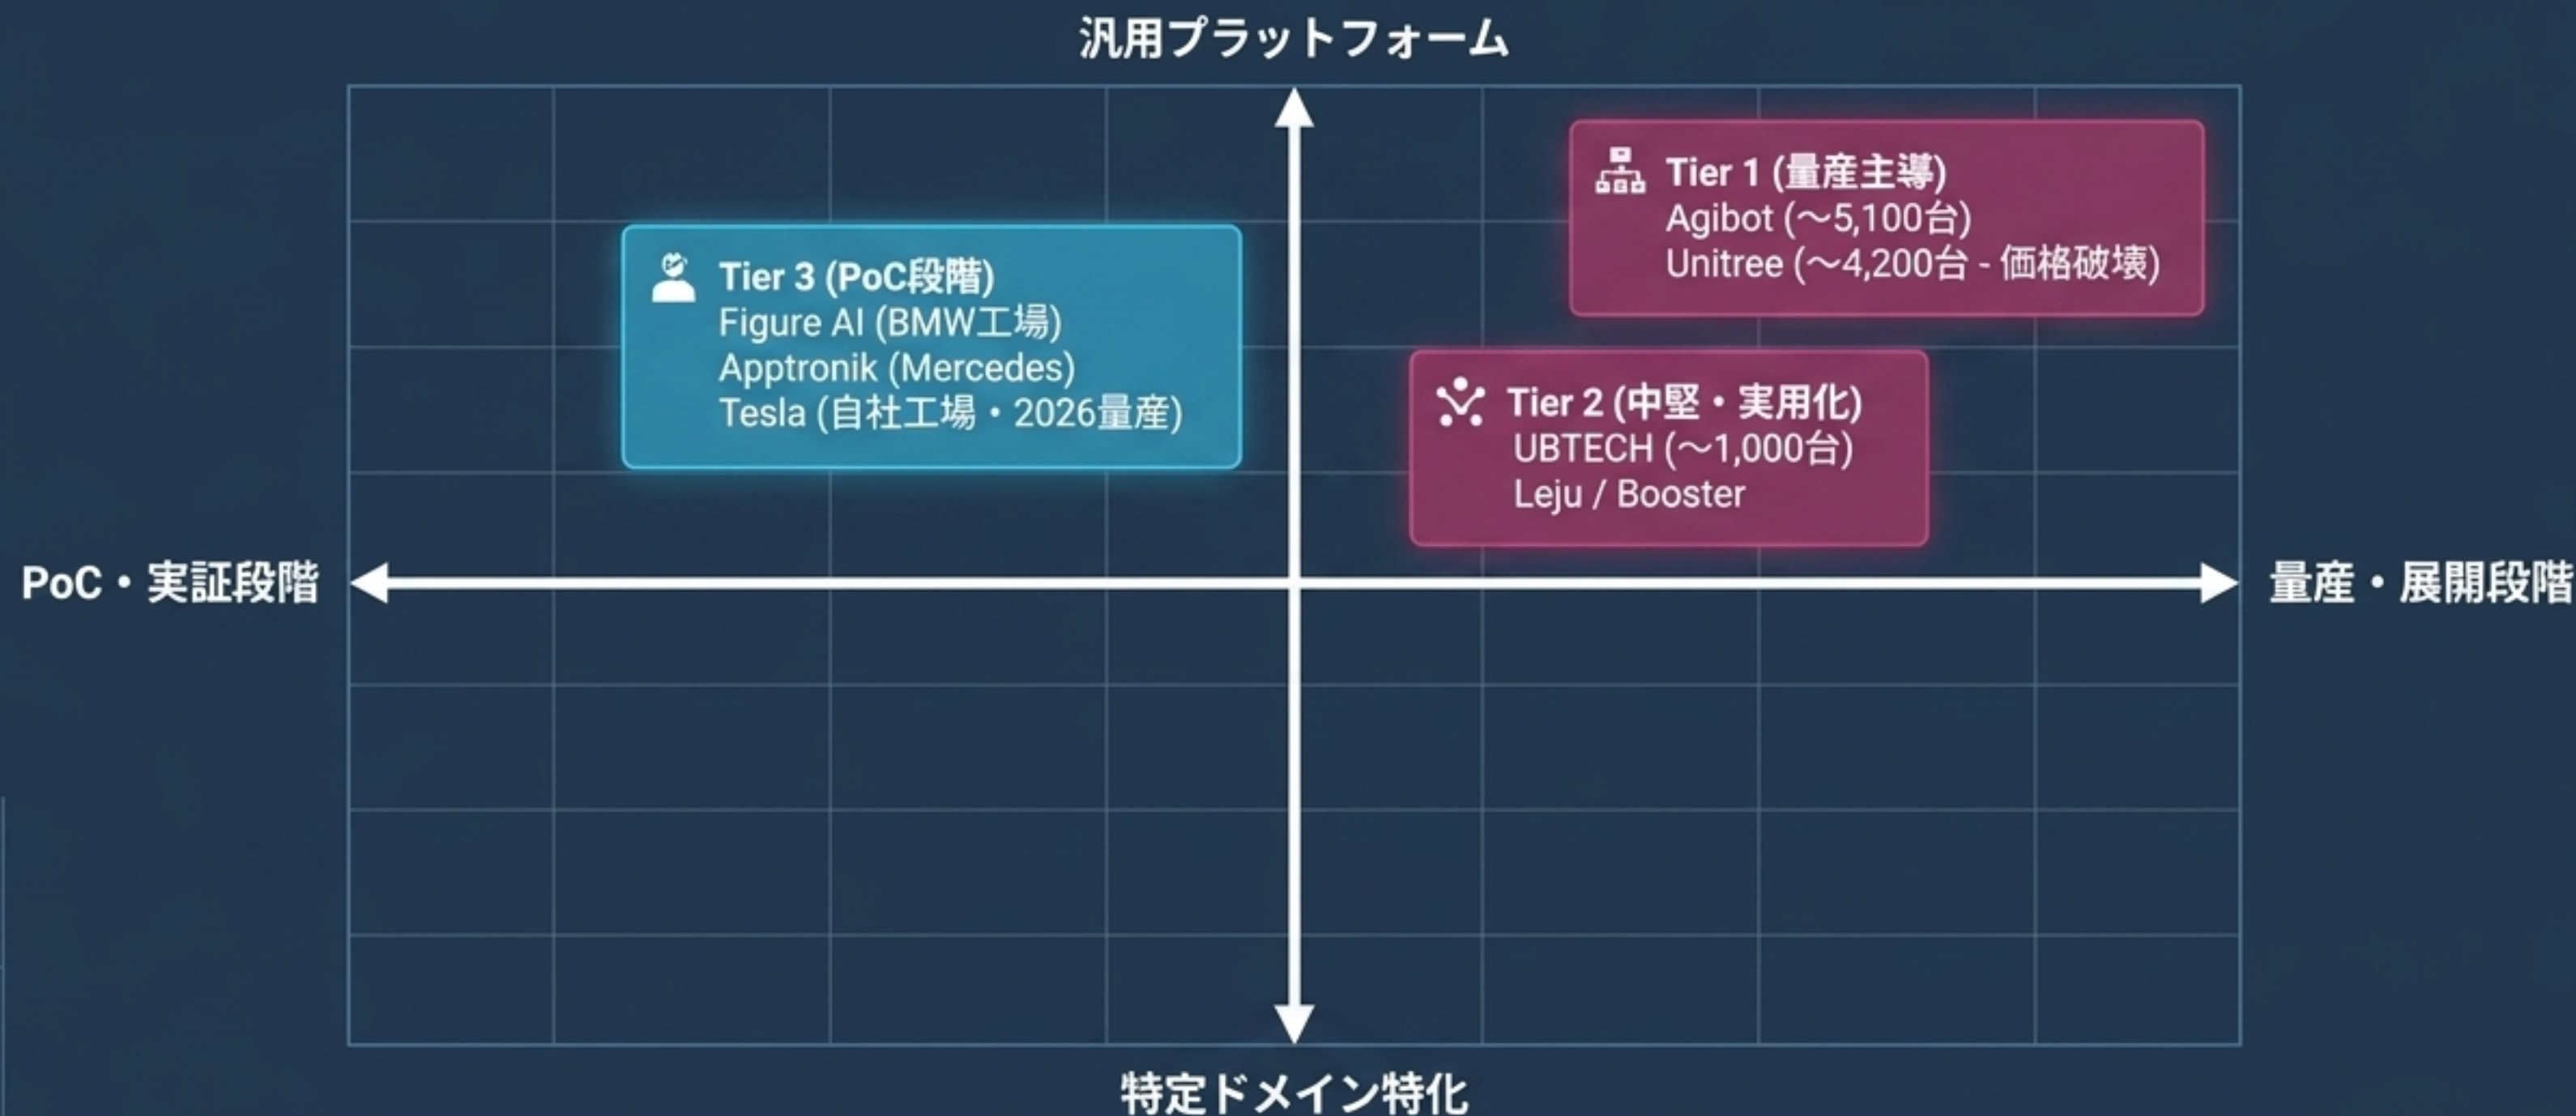 汎用プラットフォーム
Tier 1 (量産主導)
Agibot (～5,100台)
Unitree (～4,200台 - 価格破壊)
Tier 3 (PoC段階)
Figure AI (BMW工場)
Apptronik (Mercedes)
Tesla (自社工場・2026量産)
Tier 2 (中堅・実用化)
UBTECH (～1,000台)
Leju / Booster
PoC・実証段階
量産・展開段階
特定ドメイン特化